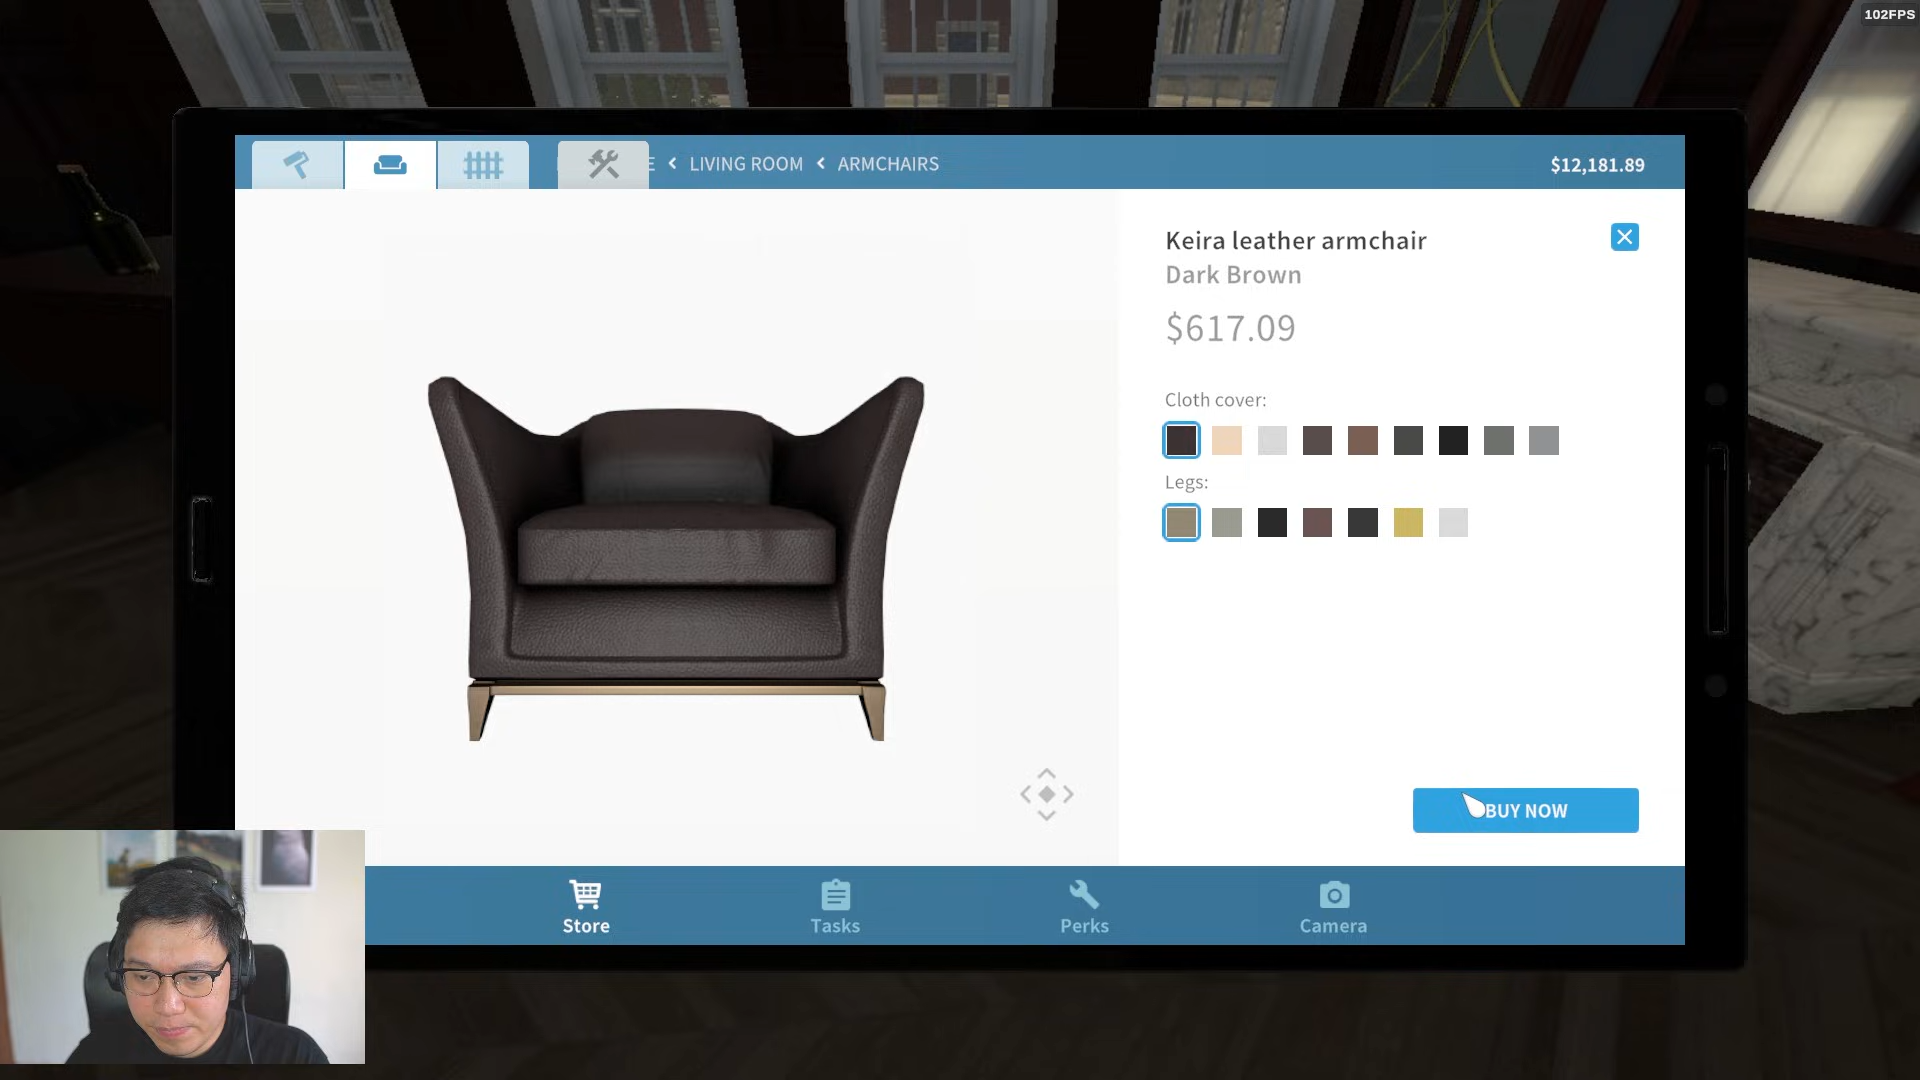 102FPS
E < LIVING ROOM < ARMCHAIRS
$12,181.89
Keira leather armchair
Dark Brown
$617.09
Cloth cover:
Legs:
BUY NOW
Store
Tasks
Perks
Camera